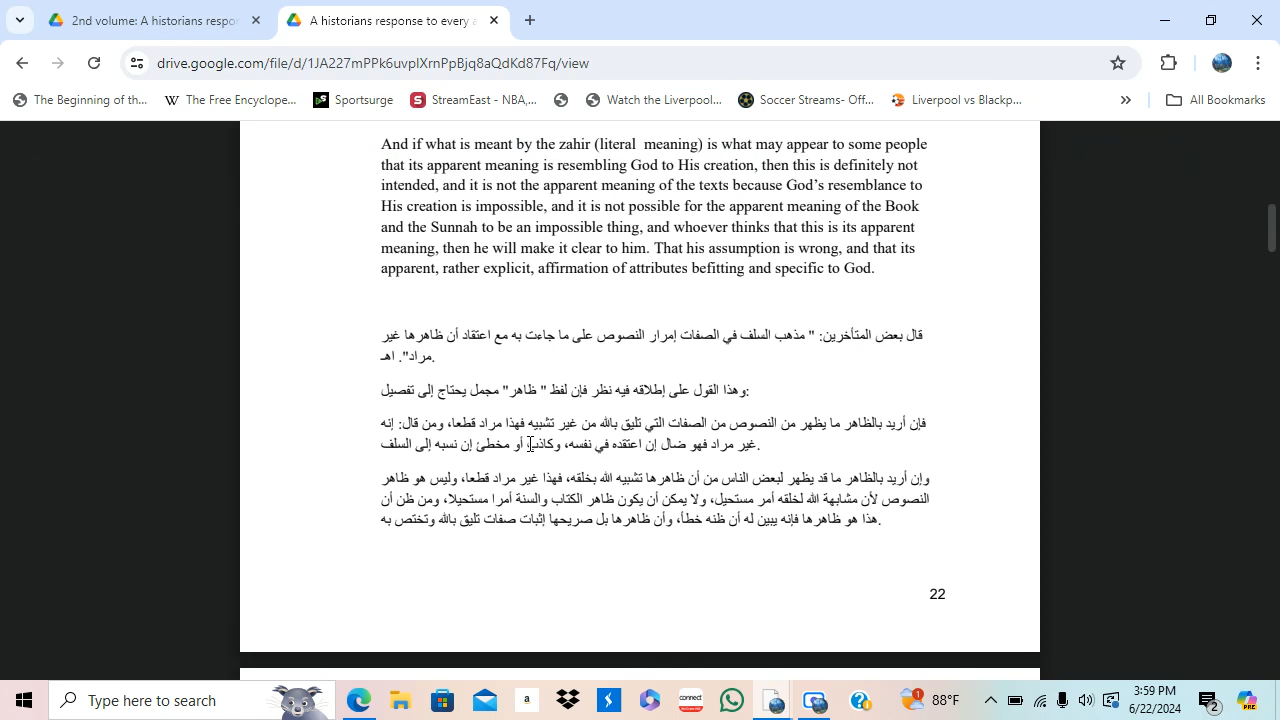 2nd volume: A historians respon
A historians response to every a
drive.google.com/file/d/1JA227mPPk6uvpIXrnPpBPn8aQdKd87Fq/view
The Beginning of th...
The Free Encyclope...
Sportsurge
StreamEast - NBA,...
Watch the Liverpool...
Soccer Streams- Off...
Liverpool vs Blackp...
All Bookmarks
And if what is meant by the zahir (literal meaning) is what may appear to some people
that its apparent meaning is resembling God to His creation, then this is definitely not
intended, and it is not the apparent meaning of the texts because God’s resemblance to
His creation is impossible, and it is not possible for the apparent meaning of the Book
and the Sunnah to be an impossible thing, and whoever thinks that this is its apparent
meaning, then he will make it clear to him. That his assumption is wrong, and that its
apparent, rather explicit, affirmation of attributes befitting and specific to God.
قال بعض المتأخرين: " مذهب السلف في الصفات إمرار النصوص على ما جاءت به مع اعتقاد أن ظاهرها غير
مراد". اهـ.
وهذا القول على إطلاقه فيه نظر فإن لفظ " ظاهر" مجمل يحتاج إلى تفصيل:
فإن أريد بالظاهر ما يظهر من النصوص من الصفات التي تليق بالله من غير تشبيه فهذا مراد قطعا، ومن قال: إنه
غير مراد فهو ضال إن اعتقده في نفسه، وكاذب، أو مخطئ إن نسبه إلى السلف.
وإن أريد بالظاهر ما قد يظهر لبعض الناس من أن ظاهرها تشبيه الله بخلقه، فهذا غير مراد قطعا، وليس هو ظاهر
النصوص لأن مشابهة الله لخلقه أمر مستحيل، ولا يمكن أن يكون ظاهر الكتاب والسنة أمرا مستحيلا، ومن ظن أن
هذا هو ظاهرها فإنه يبين له أن ظنه خطأ، وأن ظاهرها بل صريحها إثبات صفات تليق بالله وتختص به.
22
Type here to search
88°F
3:59 PM
6/22/2024